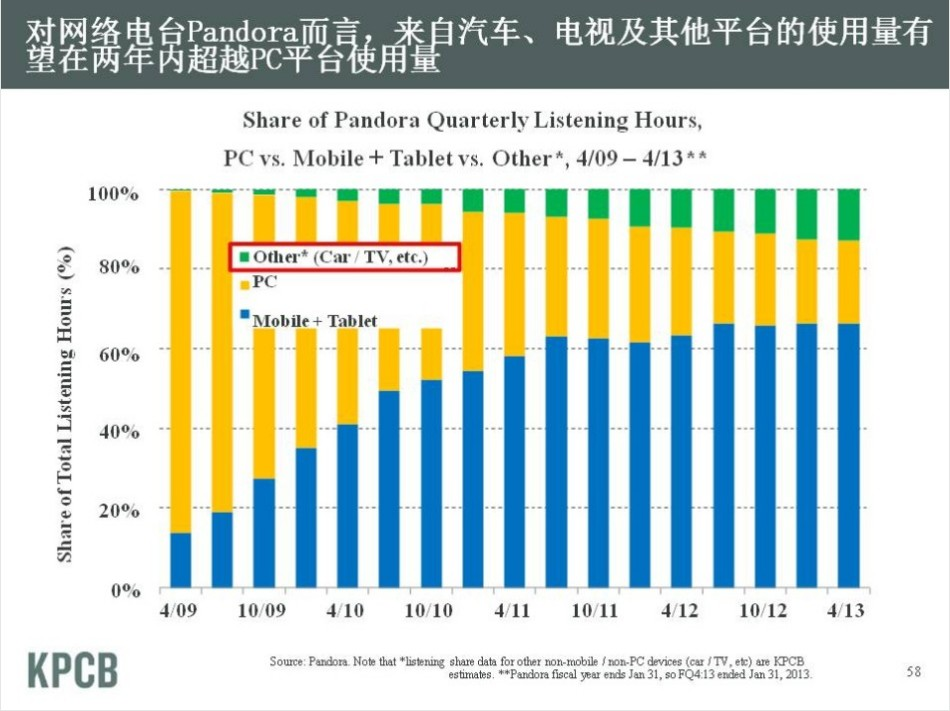 对网络电台Pandora而言，来自汽车、电视及其他平台的使用量有
望在两年内超越PC平台使用量
Share of Pandora Quarterly Listening Hours,
PC vs. Mobile + Tablet vs. Other*, 4/09 – 4/13**
Share of Total Listening Hours (%)
100%
80%
60%
40%
20%
0%
Other* (Car / TV, etc.)
PC
Mobile + Tablet
4/09 10/09 4/10 10/10 4/11 10/11 4/12 10/12 4/13
KPCB
Source: Pandora. Note that *listening share data for other non-mobile / non-PC devices (car / TV, etc) are KPCB
estimates. **Pandora fiscal year ends Jan 31, so FQ4:13 ended Jan 31, 2013.
58